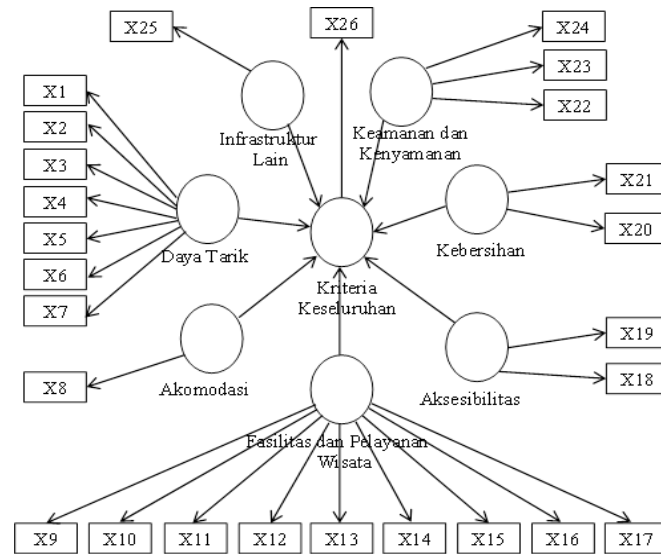 X25
X26
X24
X23
X22
X1
X2
X3
X4
X5
X6
X7
Infrastruktur
Lain
Keamanan dan
Kenyamanan
X21
X20
Daya Tarik
Kebersihan
Kriteria
Keseluruhan
X8
Akomodasi
Aksesibilitas
X19
X18
Fasilitas dan Pelayanan
Wisata
X9
X10
X11
X12
X13
X14
X15
X16
X17